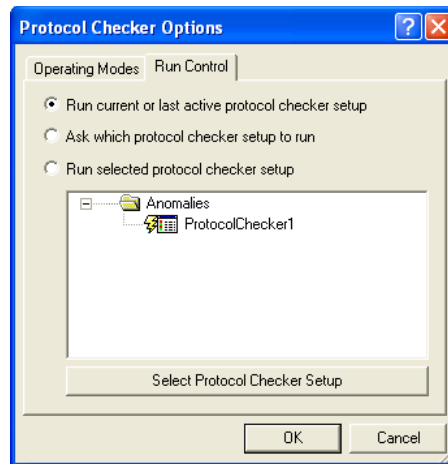 Protocol Checker Options
Operating Modes Run Control
Run current or last active protocol checker setup
Ask which protocol checker setup to run
Run selected protocol checker setup
Anomalies
ProtocolChecker1
Select Protocol Checker Setup
OK Cancel